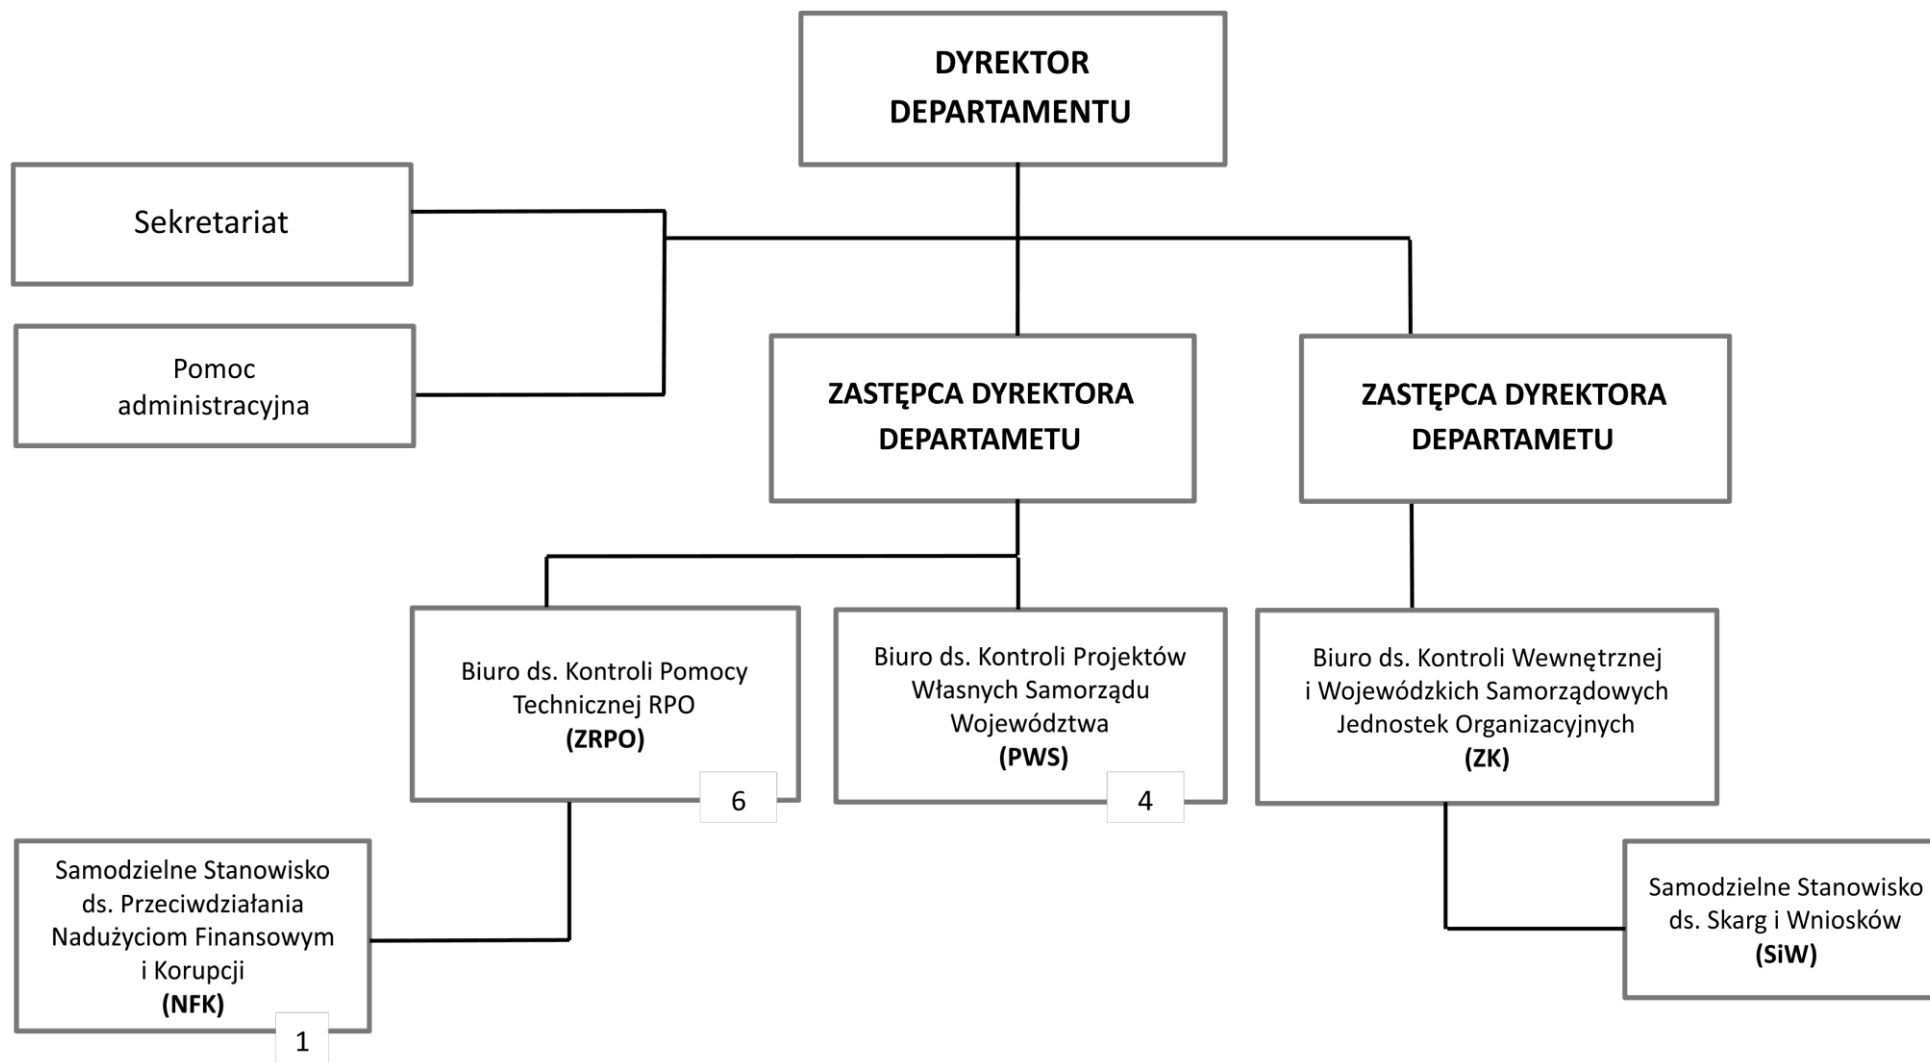 DYREKTOR
DEPARTAMENTU
Sekretariat
Pomoc
administracyjna
ZASTĘPCA DYREKTORA
DEPARTAMETU
ZASTĘPCA DYREKTORA
DEPARTAMETU
Biuro ds. Kontroli Pomocy
Technicznej RPO
(ZRPO)
6
Biuro ds. Kontroli Projektów
Własnych Samorządu
Województwa
(PWS)
4
Biuro ds. Kontroli Wewnętrznej
i Wojewódzkich Samorządowych
Jednostek Organizacyjnych
(ZK)
Samodzielne Stanowisko
ds. Przeciwdziałania
Nadużyciom Finansowym
i Korupcji
(NFK)
1
Samodzielne Stanowisko
ds. Skarg i Wniosków
(SiW)